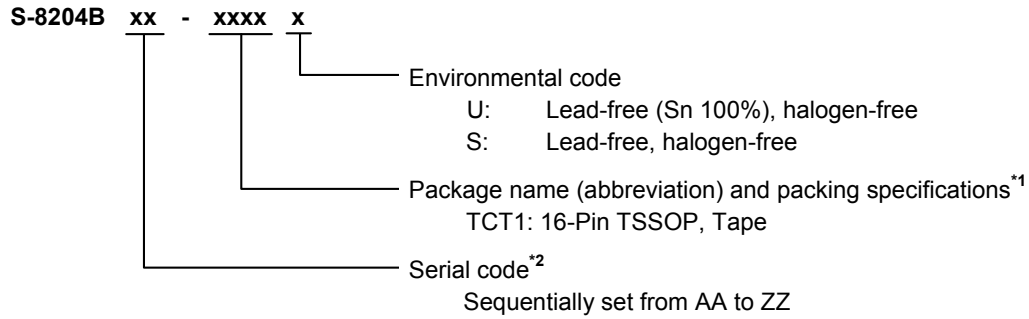 S-8204B xx - xxxx x
Environmental code
U: Lead-free (Sn 100%), halogen-free
S: Lead-free, halogen-free
Package name (abbreviation) and packing specifications*1
TCT1: 16-Pin TSSOP, Tape
Serial code*2
Sequentially set from AA to ZZ